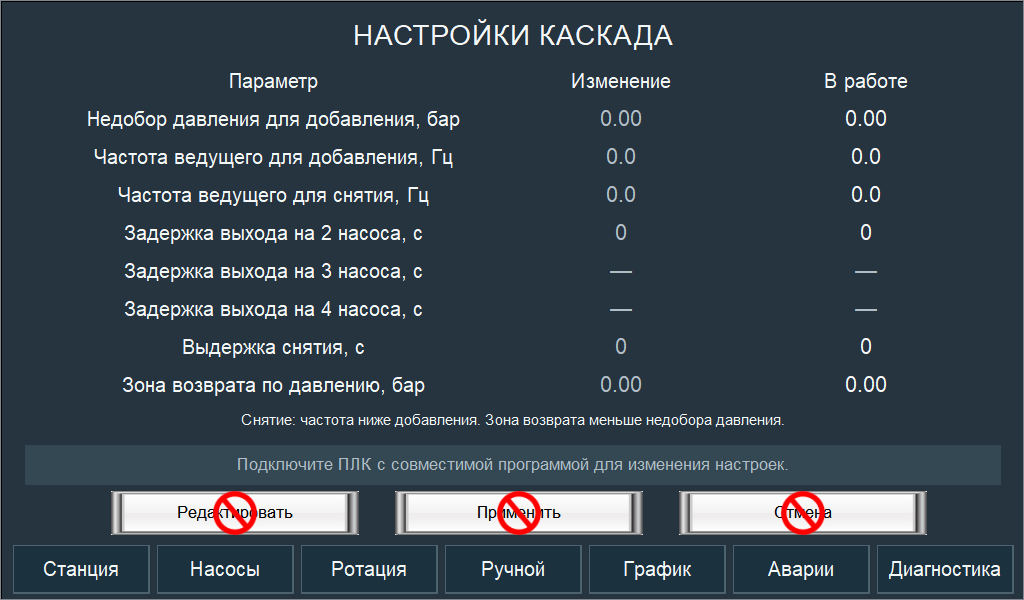 НАСТРОЙКИ КАСКАДА
Параметр Изменение В работе
Недобор давления для добавления, бар 0.00 0.00
Частота ведущего для добавления, Гц 0.0 0.0
Частота ведущего для снятия, Гц 0.0 0.0
Задержка выхода на 2 насоса, с 0 0
Задержка выхода на 3 насоса, с — —
Задержка выхода на 4 насоса, с — —
Выдержка снятия, с 0 0
Зона возврата по давлению, бар 0.00 0.00
Снятие: частота ниже добавления. Зона возврата меньше недобора давления.
Подключите ПЛК с совместимой программой для изменения настроек.
Редактировать Применить Отмена
Станция Насосы Ротация Ручной График Аварии Диагностика